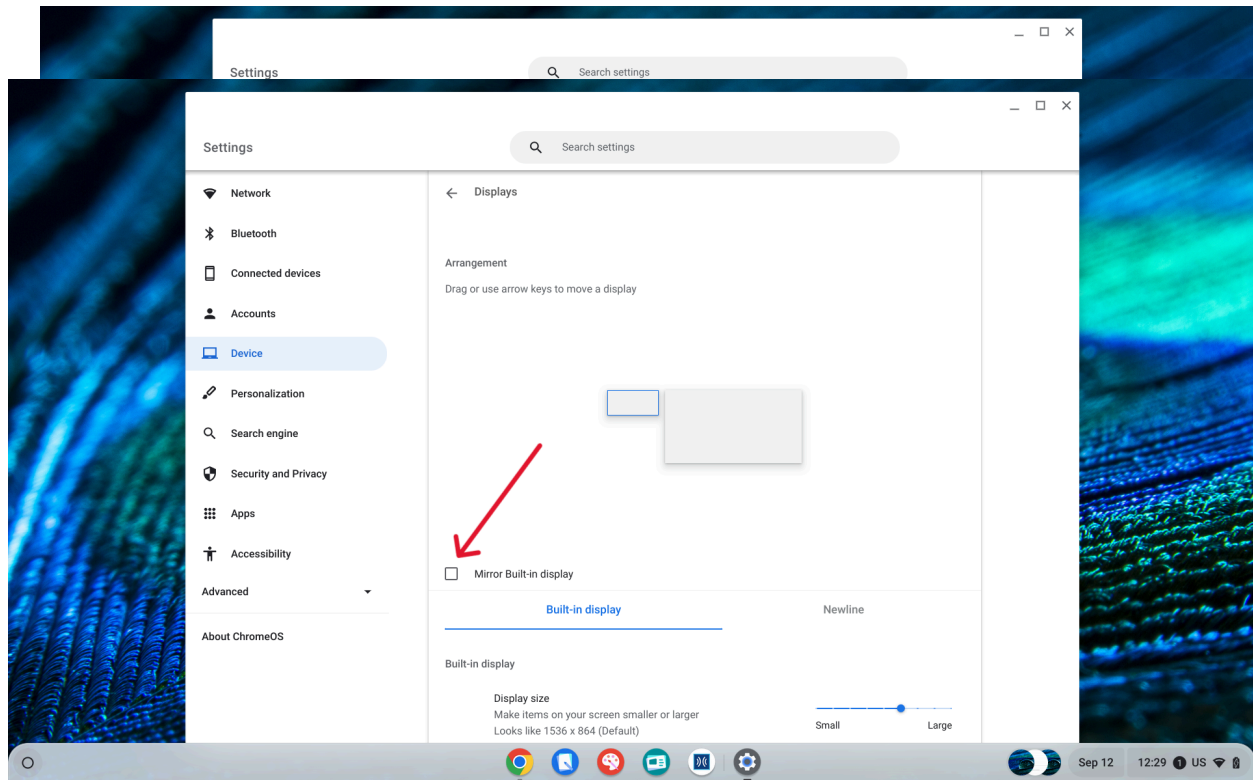 Settings
Search settings
Settings
Search settings
Network
Displays
Bluetooth
Arrangement
Connected devices
Drag or use arrow keys to move a display
Accounts
Device
Personalization
Search engine
Security and Privacy
Apps
Accessibility
Mirror Built-in display
Advanced
Built-in display
Newline
About ChromeOS
Built-in display
Display size
Make items on your screen smaller or larger
Looks like 1536 x 864 (Default)
Small
Large
Sep 12
12:29 1 US